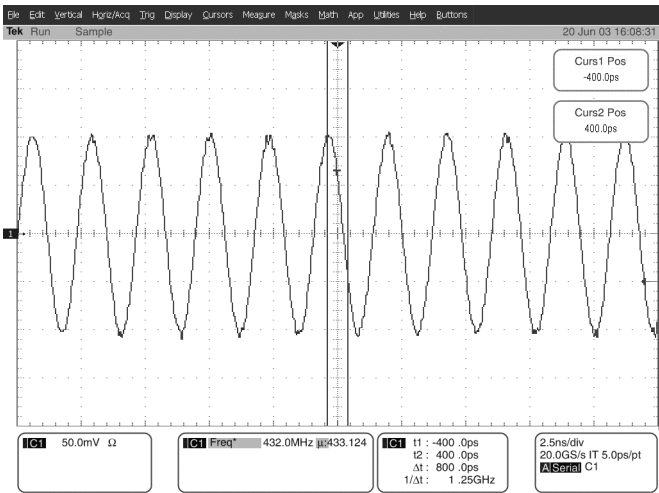 File Edit Vertical Horiz/Acq Trig Display Cursors Measure Masks Math App Utilities Help Buttons
Tek Run Sample 20 Jun 03 16:08:31
Curs1 Pos
-400.0ps
Curs2 Pos
400.0ps
1
C1 50.0mV Ω
C1 Freq* 432.0MHz µ:433.124
C1 t1 : -400 .0ps
t2 : 400 .0ps
Δt : 800 .0ps
1/Δt : 1 .25GHz
2.5ns/div
20.0GS/s IT 5.0ps/pt
A Serial C1